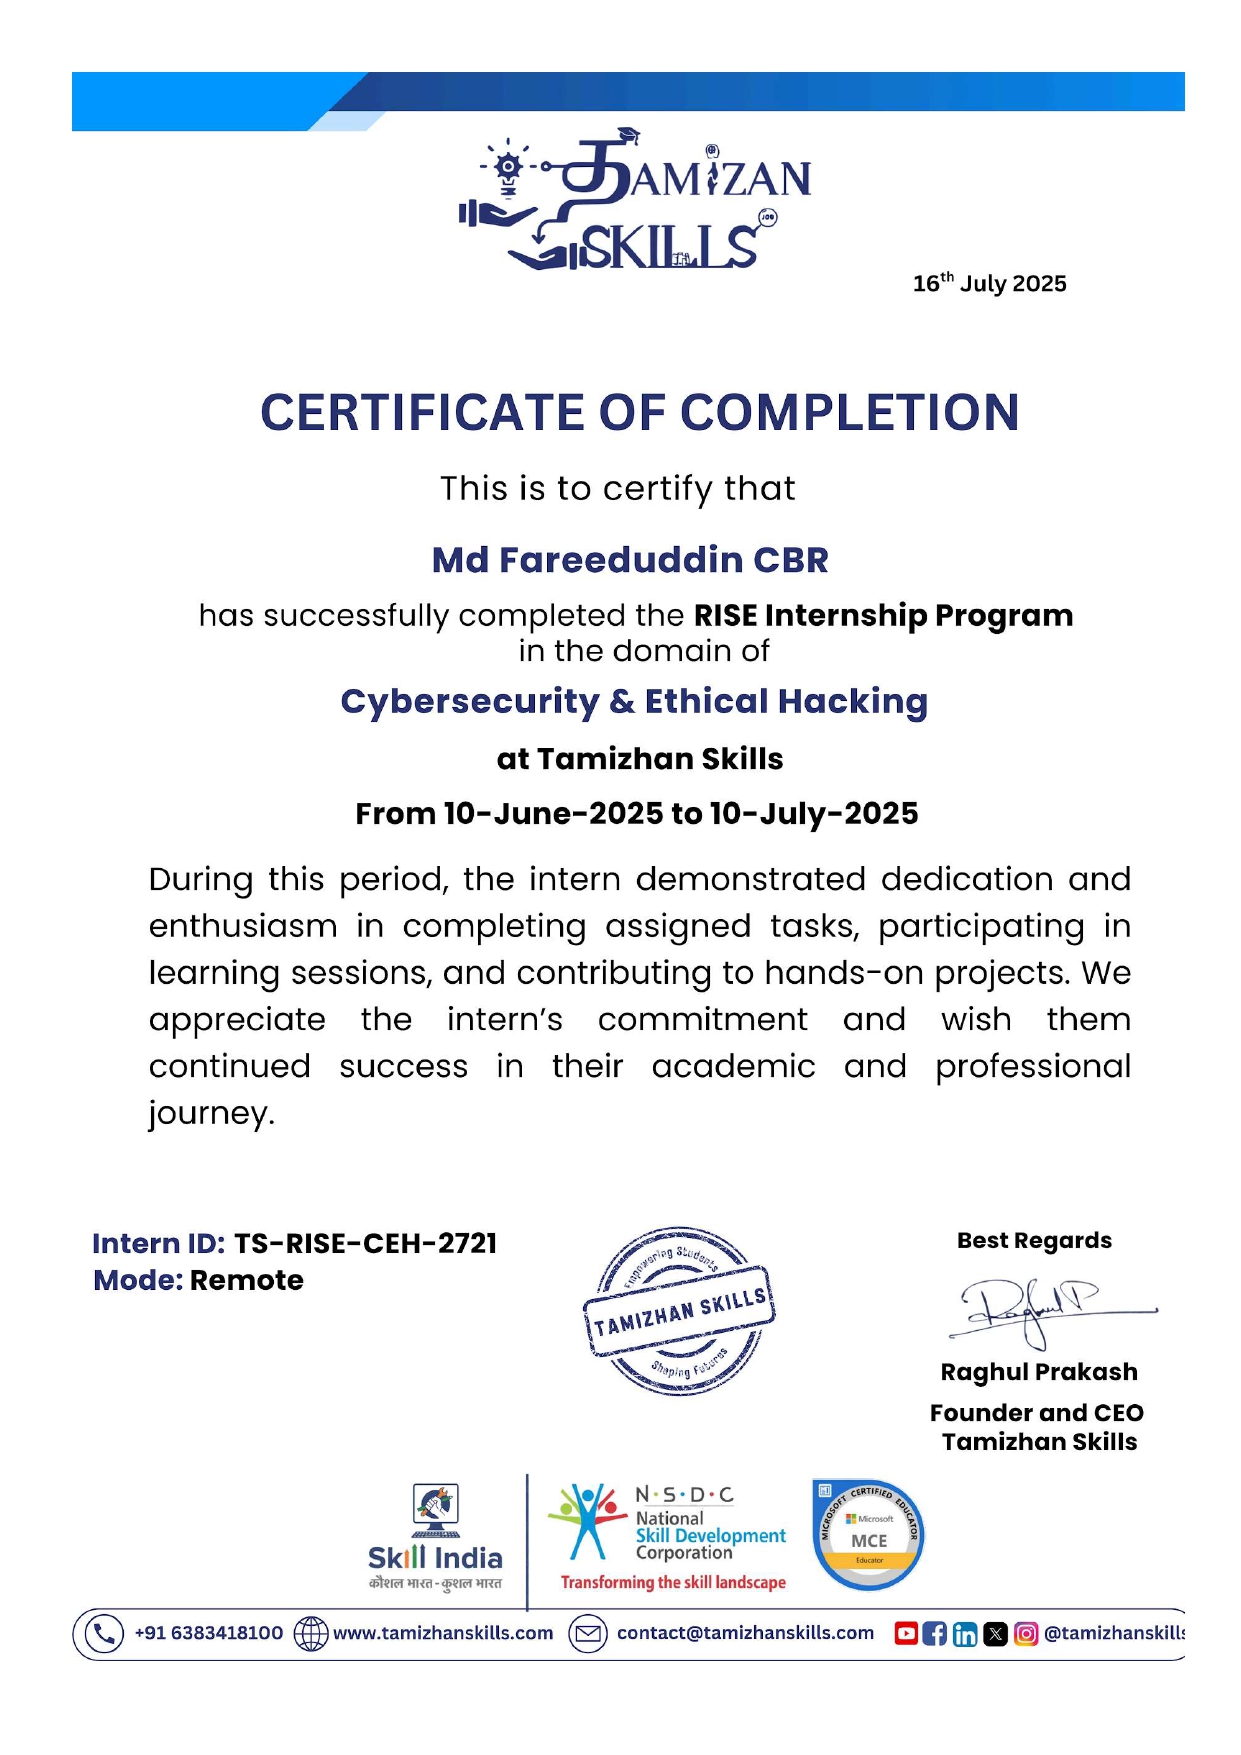 தAMIZAN
JOB
SKILLS
16th July 2025
CERTIFICATE OF COMPLETION
This is to certify that
Md Fareeduddin CBR
has successfully completed the RISE Internship Program
in the domain of
Cybersecurity & Ethical Hacking
at Tamizhan Skills
From 10-June-2025 to 10-July-2025
During this period, the intern demonstrated dedication and
enthusiasm in completing assigned tasks, participating in
learning sessions, and contributing to hands-on projects. We
appreciate the intern's commitment and wish them
continued success in their academic and professional
journey.
Intern ID: TS-RISE-CEH-2721
Mode: Remote
Empowering Students
TAMIZHAN SKILLS
Shaping Futures
Best Regards
Raghul P
Raghul Prakash
Founder and CEO
Tamizhan Skills
Skill India
कौशल भारत-कुशल भारत
N·S·D·C
National
Skill Development
Corporation
Transforming the skill landscape
MICROSOFT CERTIFIED EDUCATOR
Microsoft
MCE
Educator
+91 6383418100 www.tamizhanskills.com contact@tamizhanskills.com @tamizhanskills